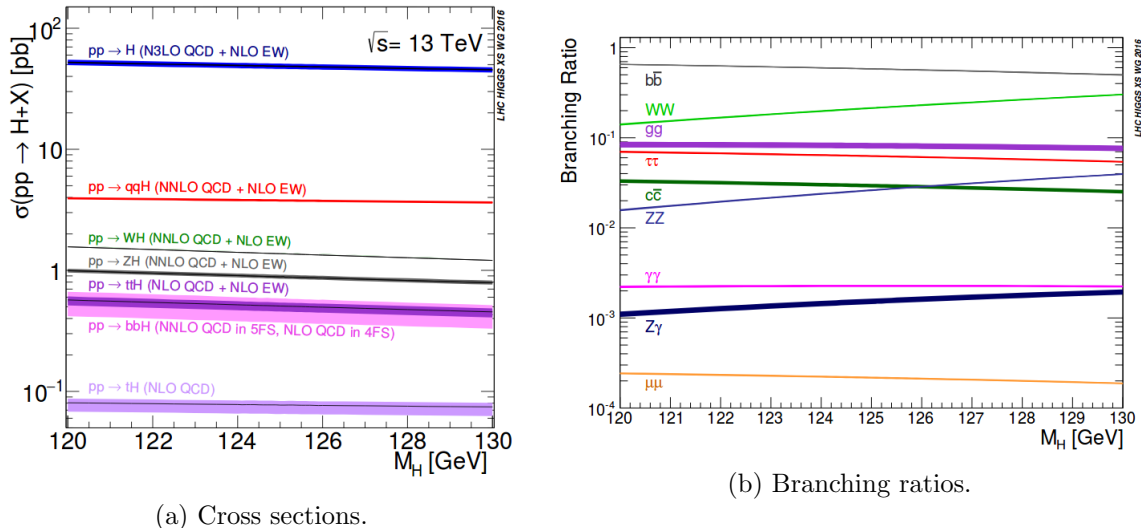 σ(pp → H+X) [pb]
10²
10
1
10⁻¹
√s= 13 TeV
LHC HIGGS XS WG 2016
pp → H (N3LO QCD + NLO EW)
pp → qqH (NNLO QCD + NLO EW)
pp → WH (NNLO QCD + NLO EW)
pp → ZH (NNLO QCD + NLO EW)
pp → ttH (NLO QCD + NLO EW)
pp → bbH (NNLO QCD in 5FS, NLO QCD in 4FS)
pp → tH (NLO QCD)
120 122 124 126 128 130
M_H [GeV]
(a) Cross sections.
Branching Ratio
1
10⁻¹
10⁻²
10⁻³
10⁻⁴
LHC HIGGS XS WG 2016
bb̅
WW
gg
ττ
cc̅
ZZ
γγ
Zγ
μμ
120 121 122 123 124 125 126 127 128 129 130
M_H [GeV]
(b) Branching ratios.